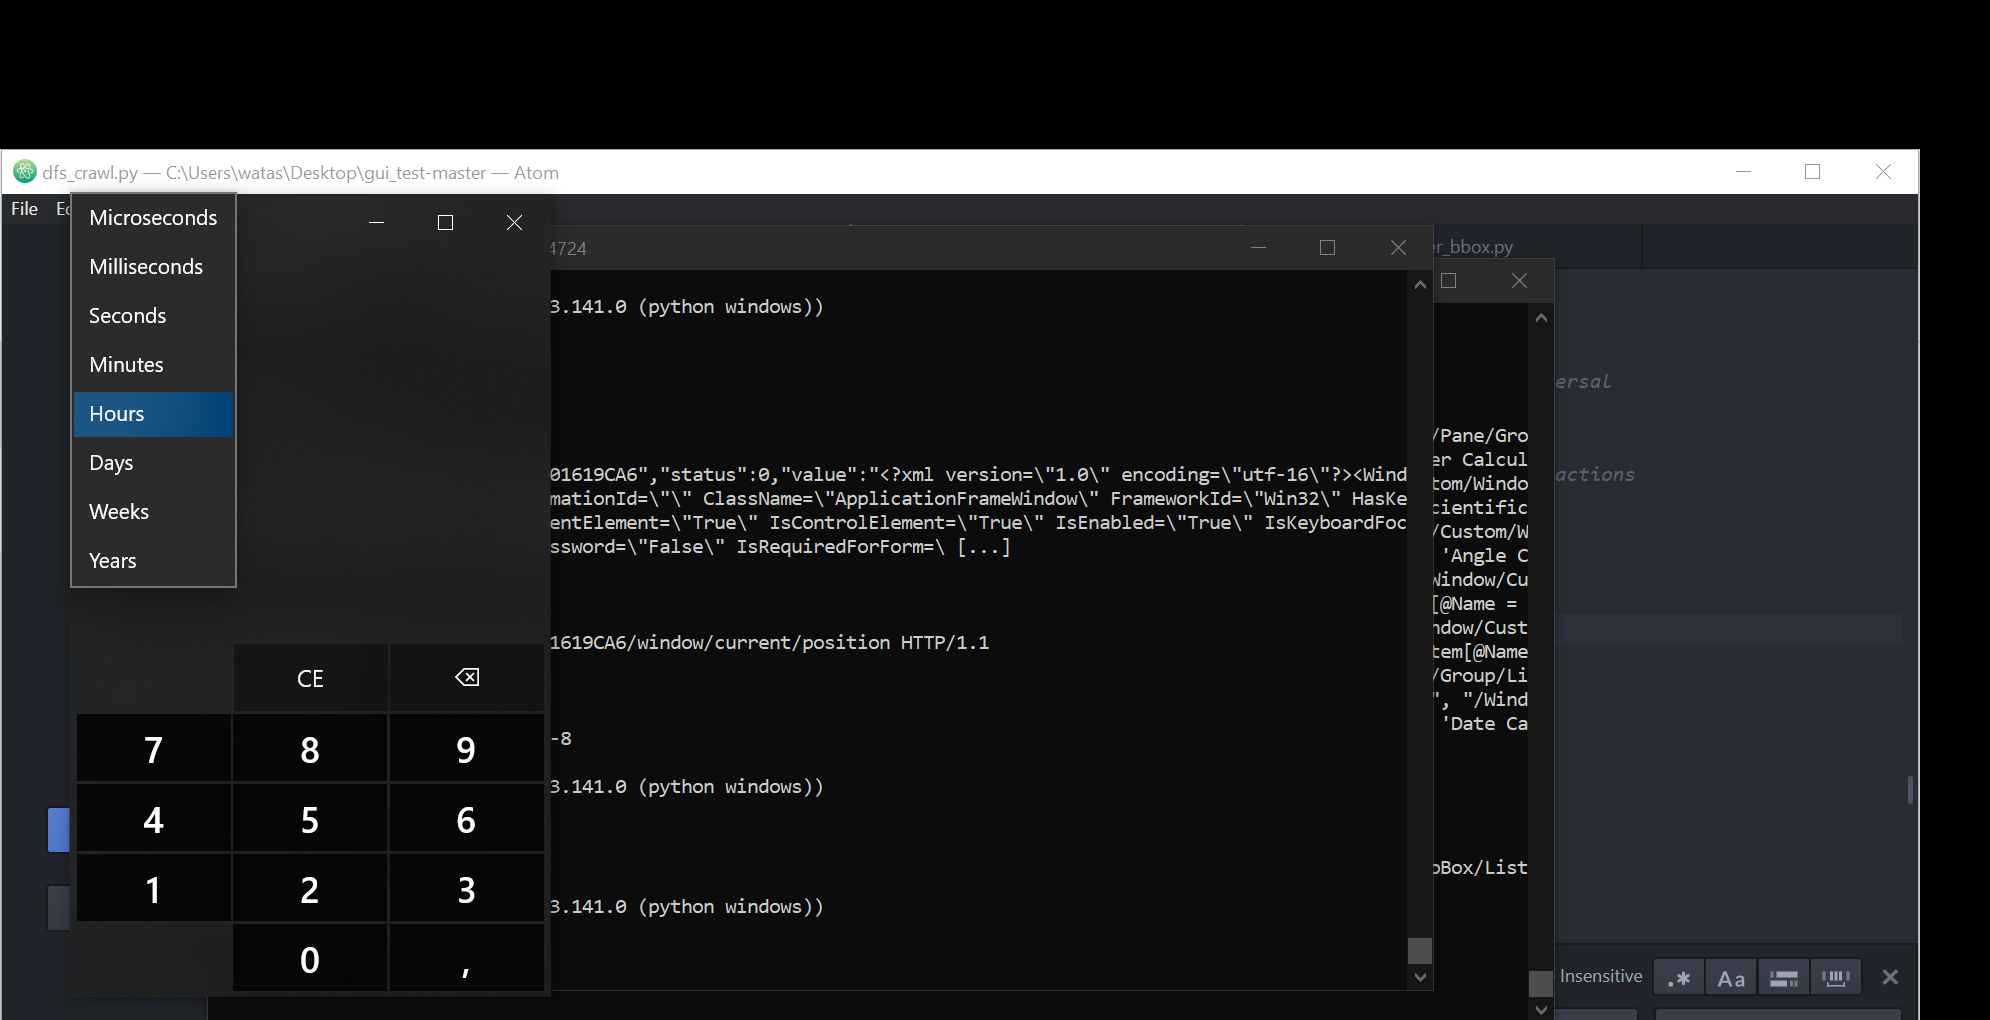 dfs_crawl.py — C:\Users\watas\Desktop\gui_test-master — Atom
File
Microseconds
Milliseconds
Seconds
Minutes
Hours
Days
Weeks
Years
CE
7 8 9
4 5 6
1 2 3
0 ,
4724
3.141.0 (python windows))
01619CA6","status":0,"value":"<?xml version=\"1.0\" encoding=\"utf-16\"?><Wind
mationId=\"\" ClassName=\"ApplicationFrameWindow\" FrameworkId=\"Win32\" HasKe
entElement=\"True\" IsControlElement=\"True\" IsEnabled=\"True\" IsKeyboardFoc
ssword=\"False\" IsRequiredForForm=\ [...]
1619CA6/window/current/position HTTP/1.1
-8
3.141.0 (python windows))
3.141.0 (python windows))
er_bbox.py
/Pane/Gro
er Calcul
tom/Windo
cientific
/Custom/W
'Angle C
Window/Cu
[@Name =
ndow/Cust
tem[@Name
/Group/Li
", "/Wind
'Date Ca
oBox/List
ersal
actions
Insensitive
.* Aa